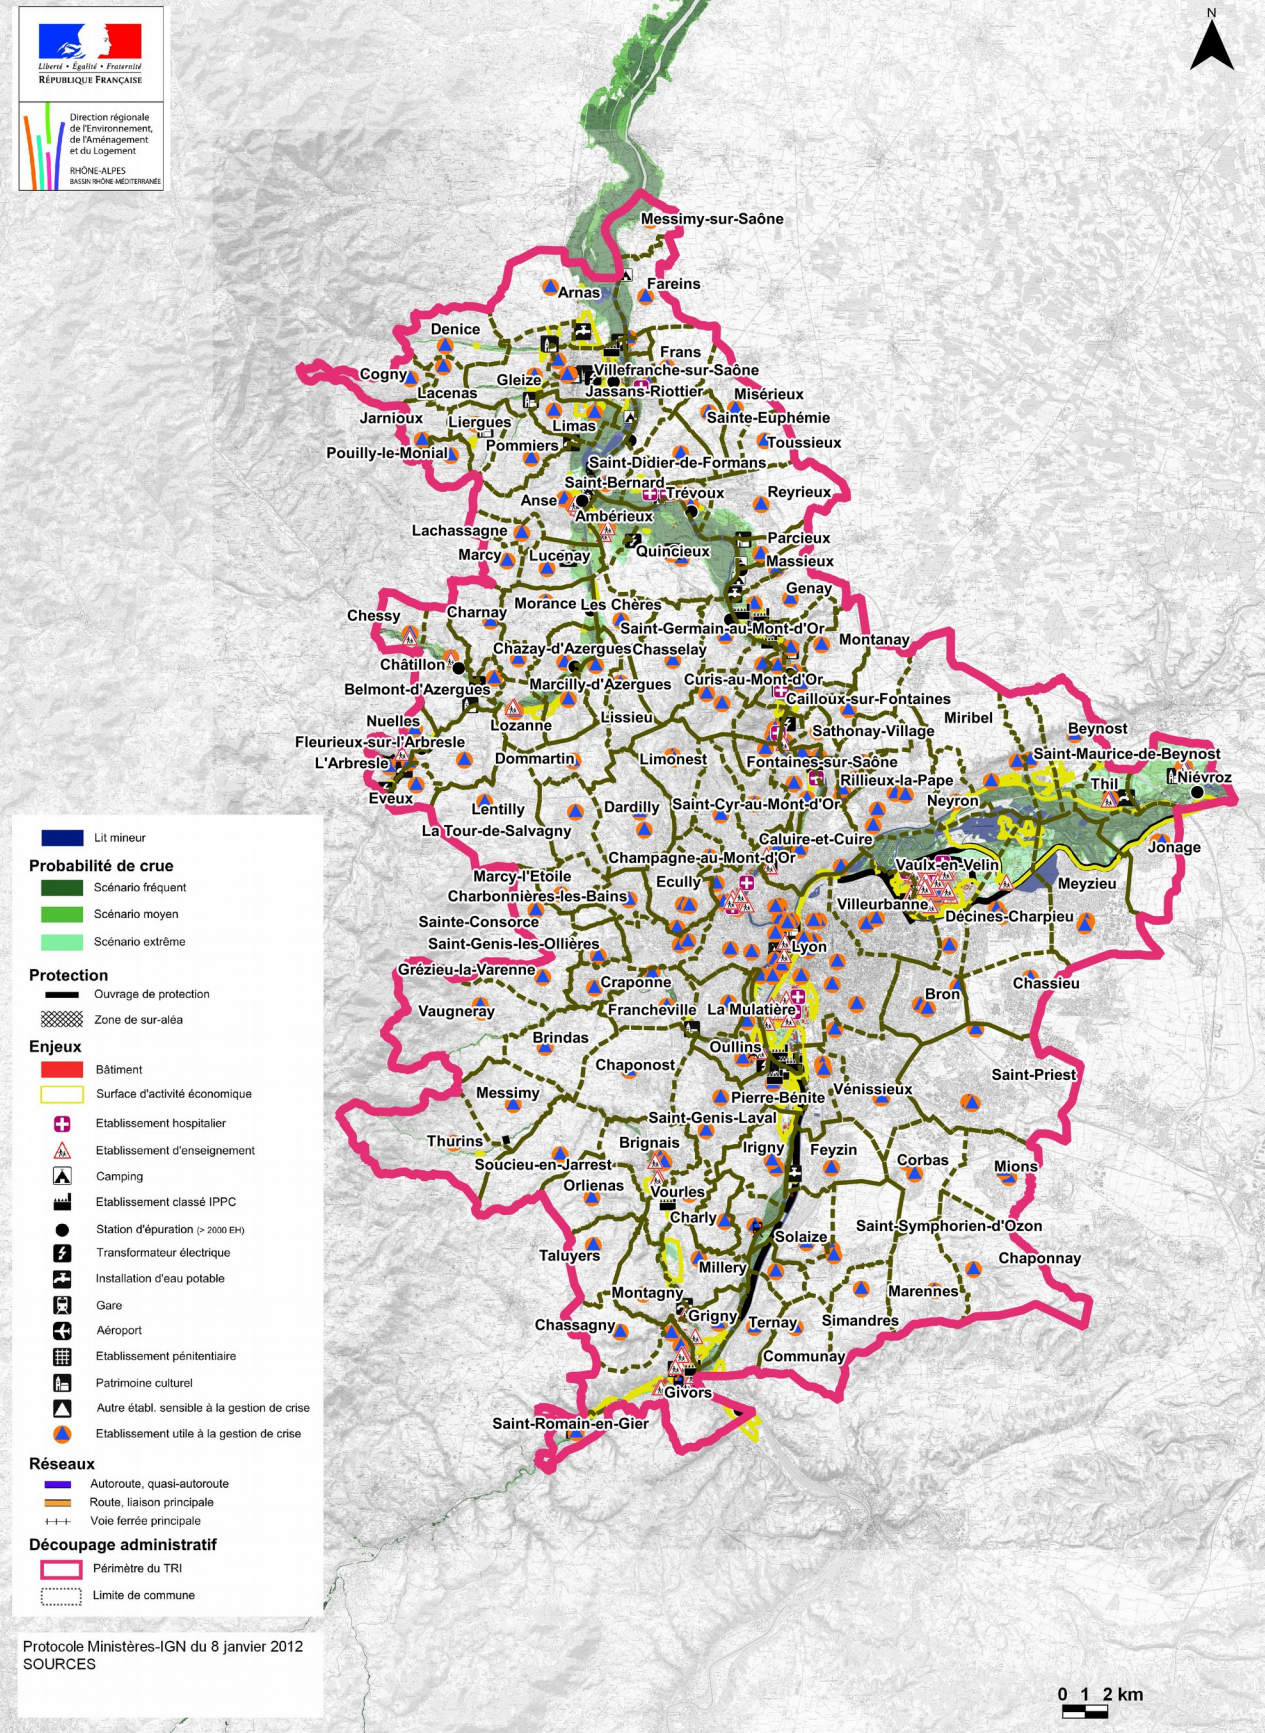 Liberté • Égalité • Fraternité
RÉPUBLIQUE FRANÇAISE
Direction régionale
de l'Environnement,
de l'Aménagement
et du Logement
RHÔNE-ALPES
BASSIN RHÔNE-MÉDITERRANÉE
N
Messimy-sur-Saône
Fareins
Arnas
Denice
Frans
Cogny
Gleize
Villefranche-sur-Saône
Lacenas
Jassans-Riottier
Misérieux
Jarnioux
Liergues
Limas
Sainte-Euphémie
Pouilly-le-Monial
Pommiers
Toussieux
Saint-Didier-de-Formans
Saint-Bernard
Anse
Trévoux
Reyrieux
Ambérieux
Lachassagne
Parcieux
Marcy
Lucenay
Quincieux
Massieux
Genay
Chessy
Charnay
Morance
Les Chères
Saint-Germain-au-Mont-d'Or
Montanay
Châtillon
Chazay-d'Azergues
Chasselay
Belmont-d'Azergues
Marcilly-d'Azergues
Curis-au-Mont-d'Or
Cailloux-sur-Fontaines
Nuelles
Lozanne
Lissieu
Miribel
Beynost
Fleurieux-sur-l'Arbresle
Sathonay-Village
Saint-Maurice-de-Beynost
L'Arbresle
Dommartin
Limonest
Fontaines-sur-Saône
Rillieux-la-Pape
Thil
Niévroz
Eveux
Lentilly
Dardilly
Saint-Cyr-au-Mont-d'Or
Neyron
La Tour-de-Salvagny
Caluire-et-Cuire
Jonage
Champagne-au-Mont-d'Or
Vaulx-en-Velin
Marcy-l'Etoile
Ecully
Meyzieu
Charbonnières-les-Bains
Villeurbanne
Décines-Charpieu
Sainte-Consorce
Saint-Genis-les-Ollières
Lyon
Grézieu-la-Varenne
Craponne
Chassieu
Vaugneray
Francheville
La Mulatière
Bron
Brindas
Oullins
Chaponost
Saint-Priest
Messimy
Pierre-Bénite
Vénissieux
Saint-Genis-Laval
Thurins
Brignais
Irigny
Feyzin
Soucieu-en-Jarrest
Corbas
Mions
Orlienas
Vourles
Charly
Saint-Symphorien-d'Ozon
Solaize
Taluyers
Millery
Chaponnay
Montagny
Marennes
Chassagny
Grigny
Ternay
Simandres
Communay
Givors
Saint-Romain-en-Gier
Lit mineur
Probabilité de crue
Scénario fréquent
Scénario moyen
Scénario extrême
Protection
Ouvrage de protection
Zone de sur-aléa
Enjeux
Bâtiment
Surface d'activité économique
Etablissement hospitalier
Etablissement d'enseignement
Camping
Etablissement classé IPPC
Station d'épuration (> 2000 EH)
Transformateur électrique
Installation d'eau potable
Gare
Aéroport
Etablissement pénitentiaire
Patrimoine culturel
Autre établ. sensible à la gestion de crise
Etablissement utile à la gestion de crise
Réseaux
Autoroute, quasi-autoroute
Route, liaison principale
Voie ferrée principale
Découpage administratif
Périmètre du TRI
Limite de commune
Protocole Ministères-IGN du 8 janvier 2012
SOURCES
0 1 2 km